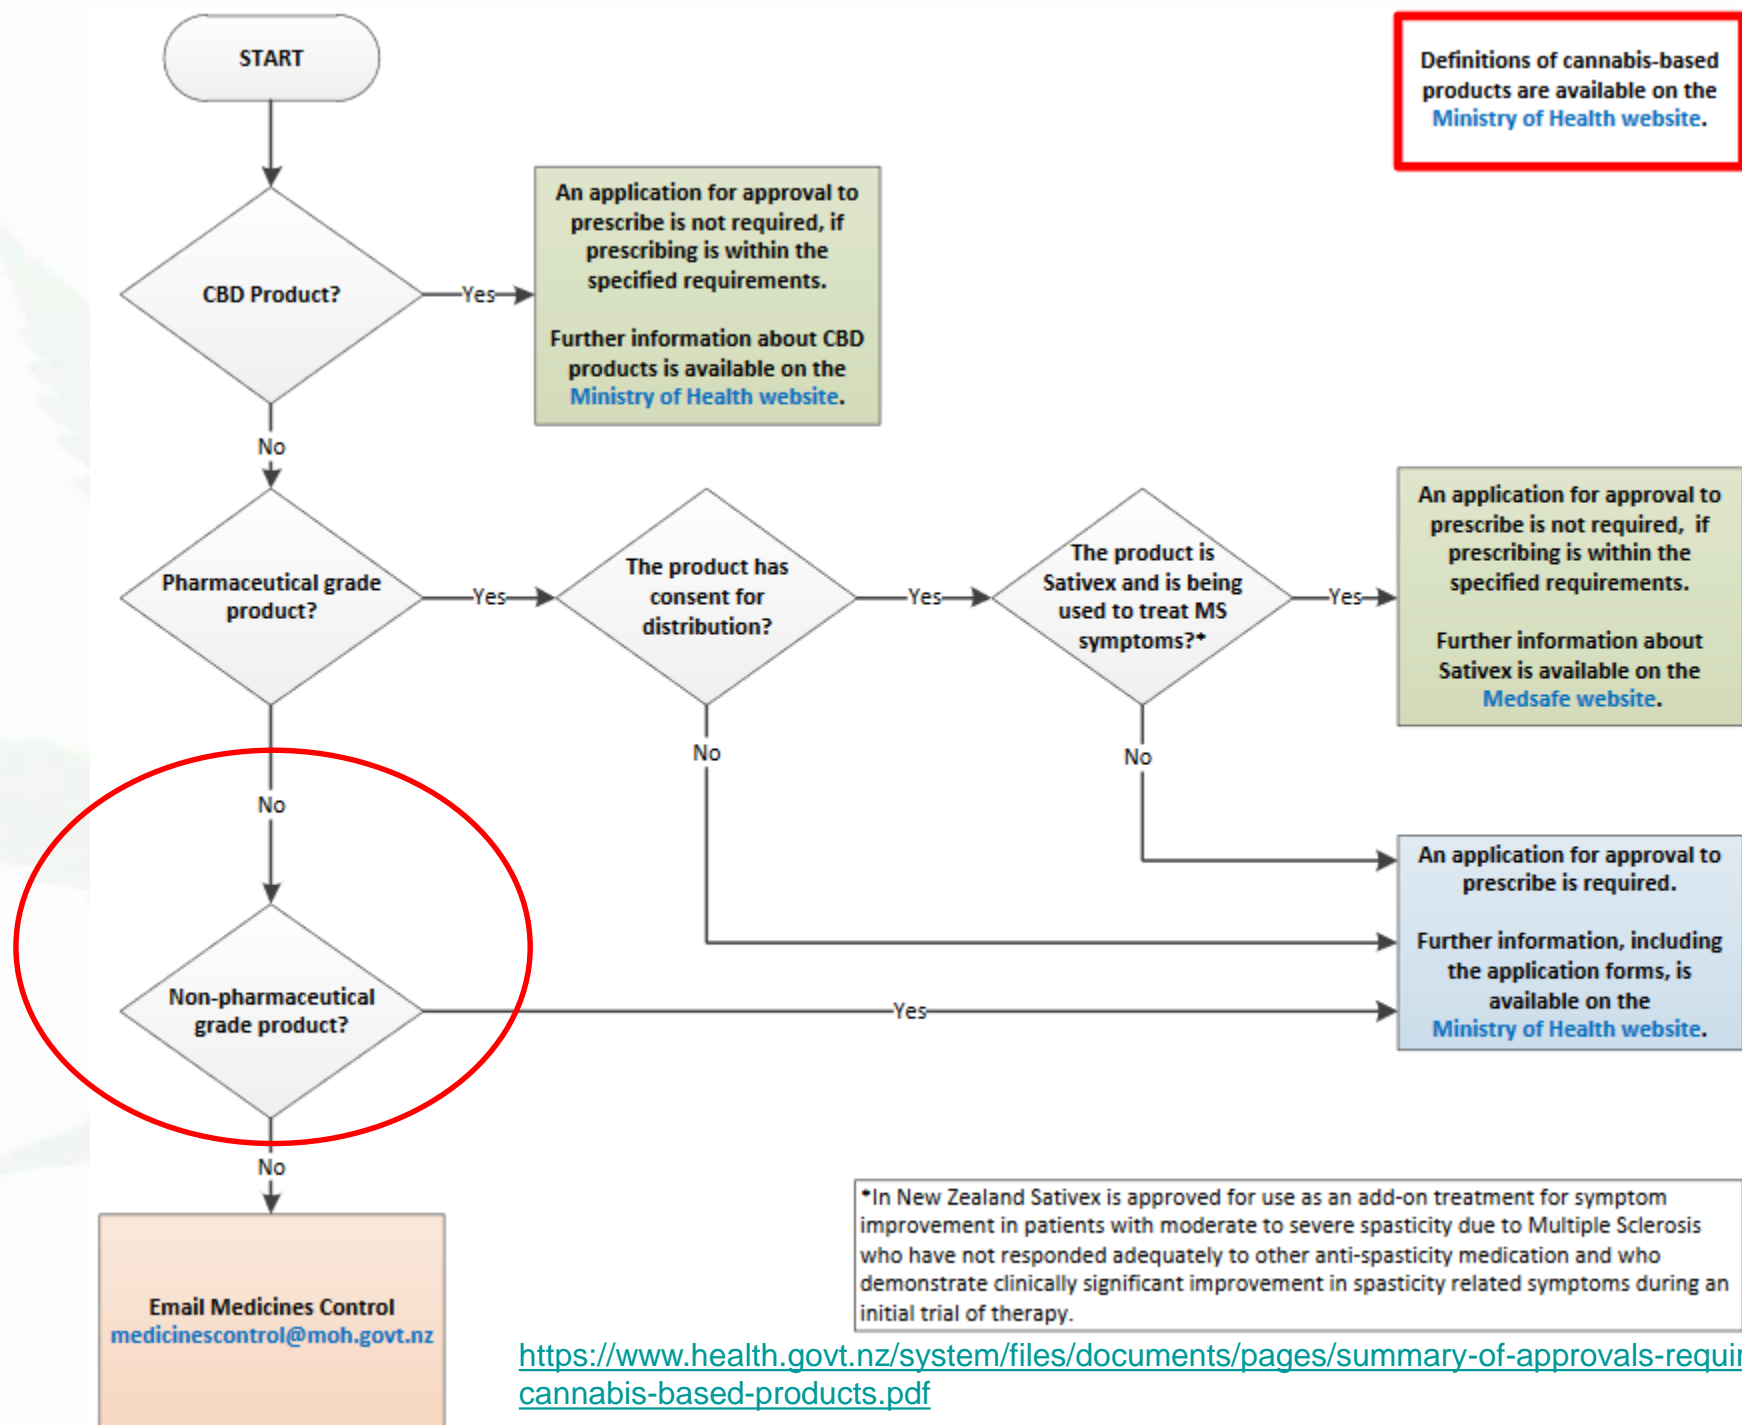 START
Definitions of cannabis-based
products are available on the
Ministry of Health website.
CBD Product?
Yes
An application for approval to
prescribe is not required, if
prescribing is within the
specified requirements.
Further information about CBD
products is available on the
Ministry of Health website.
No
Pharmaceutical grade
product?
Yes
The product has
consent for
distribution?
Yes
The product is
Sativex and is being
used to treat MS
symptoms?*
Yes
An application for approval to
prescribe is not required, if
prescribing is within the
specified requirements.
Further information about
Sativex is available on the
Medsafe website.
No
No
No
An application for approval to
prescribe is required.
Further information, including
the application forms, is
available on the
Ministry of Health website.
Non-pharmaceutical
grade product?
Yes
No
Email Medicines Control
medicinescontrol@moh.govt.nz
*In New Zealand Sativex is approved for use as an add-on treatment for symptom
improvement in patients with moderate to severe spasticity due to Multiple Sclerosis
who have not responded adequately to other anti-spasticity medication and who
demonstrate clinically significant improvement in spasticity related symptoms during an
initial trial of therapy.
https://www.health.govt.nz/system/files/documents/pages/summary-of-approvals-requir
cannabis-based-products.pdf